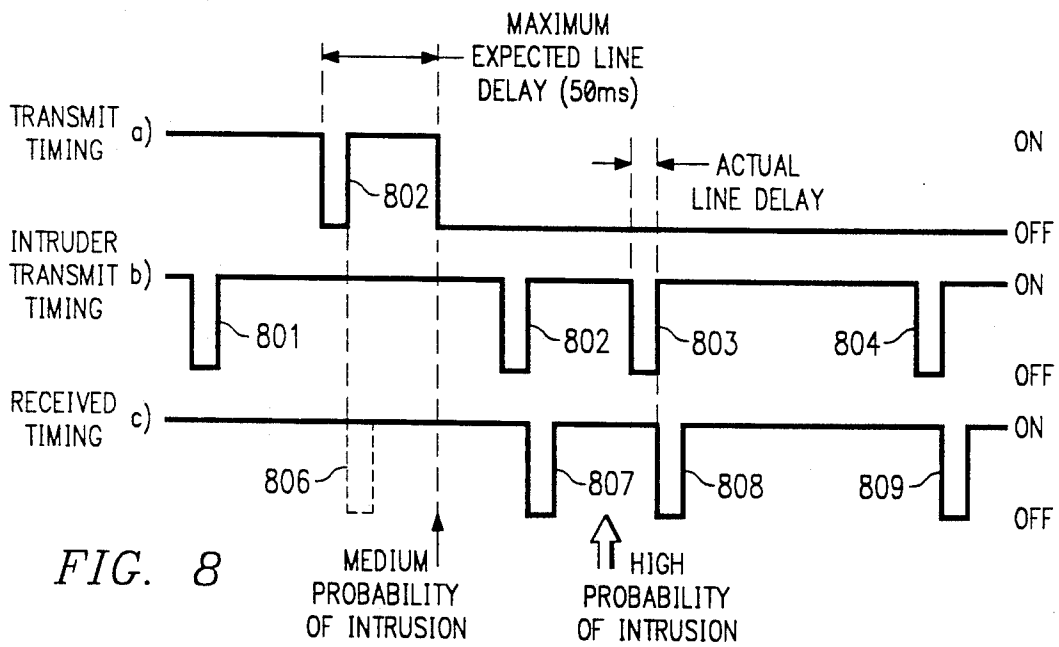 MAXIMUM
EXPECTED LINE
DELAY (50ms)
TRANSMIT
TIMING
a)
ON
802
ACTUAL
LINE DELAY
OFF
INTRUDER
TRANSMIT
TIMING
b)
ON
801
802
803
804
OFF
RECEIVED
TIMING
c)
ON
806
807
808
809
OFF
FIG. 8
MEDIUM
PROBABILITY
OF INTRUSION
HIGH
PROBABILITY
OF INTRUSION